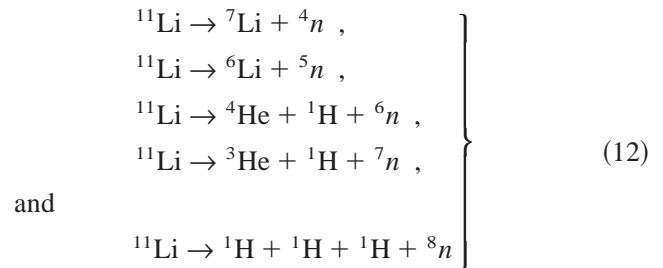 ¹¹Li → ⁷Li + ⁴n ,
¹¹Li → ⁶Li + ⁵n ,
¹¹Li → ⁴He + ¹H + ⁶n ,
¹¹Li → ³He + ¹H + ⁷n ,
(12)
and
¹¹Li → ¹H + ¹H + ¹H + ⁸n